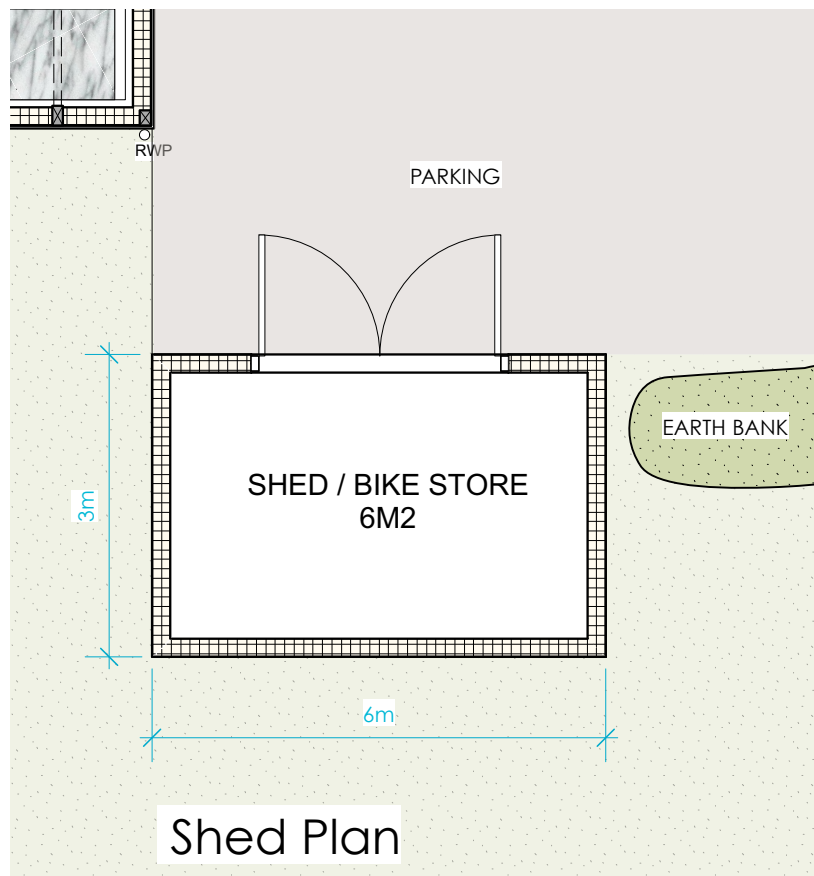 RWP
PARKING
EARTH BANK
SHED / BIKE STORE
6M2
3m
6m
Shed Plan